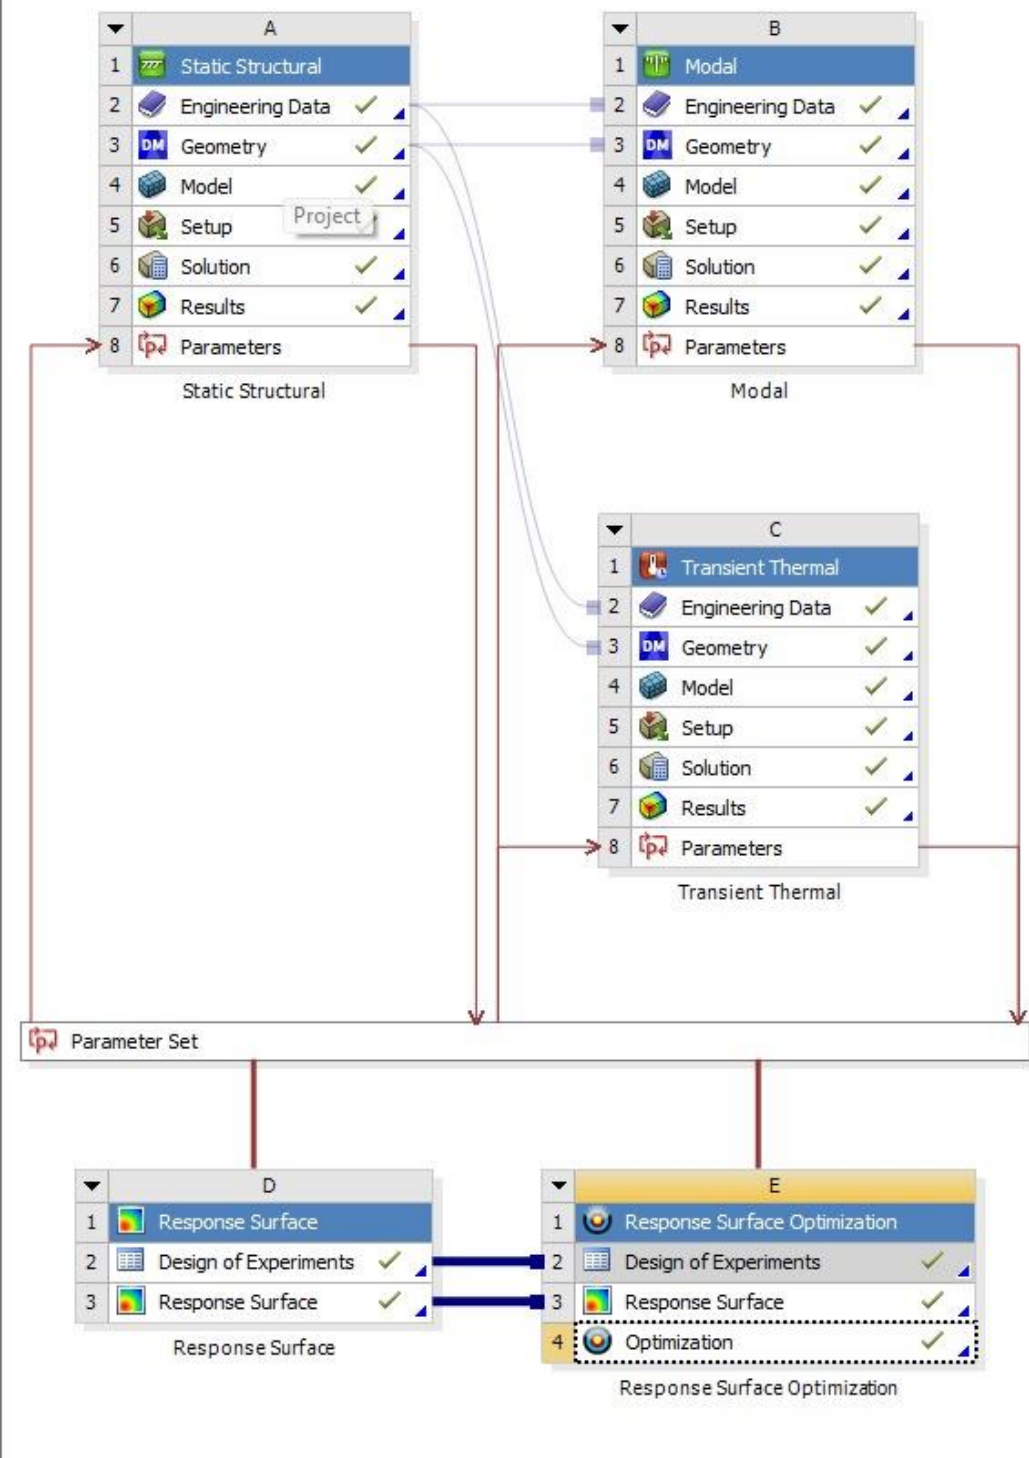 A
1 Static Structural
2 Engineering Data
3 DM Geometry
4 Model
5 Setup
Project
6 Solution
7 Results
8 Parameters
Static Structural
B
1 Modal
2 Engineering Data
3 DM Geometry
4 Model
5 Setup
6 Solution
7 Results
8 Parameters
Modal
C
1 Transient Thermal
2 Engineering Data
3 DM Geometry
4 Model
5 Setup
6 Solution
7 Results
8 Parameters
Transient Thermal
Parameter Set
D
1 Response Surface
2 Design of Experiments
3 Response Surface
Response Surface
E
1 Response Surface Optimization
2 Design of Experiments
3 Response Surface
4 Optimization
Response Surface Optimization